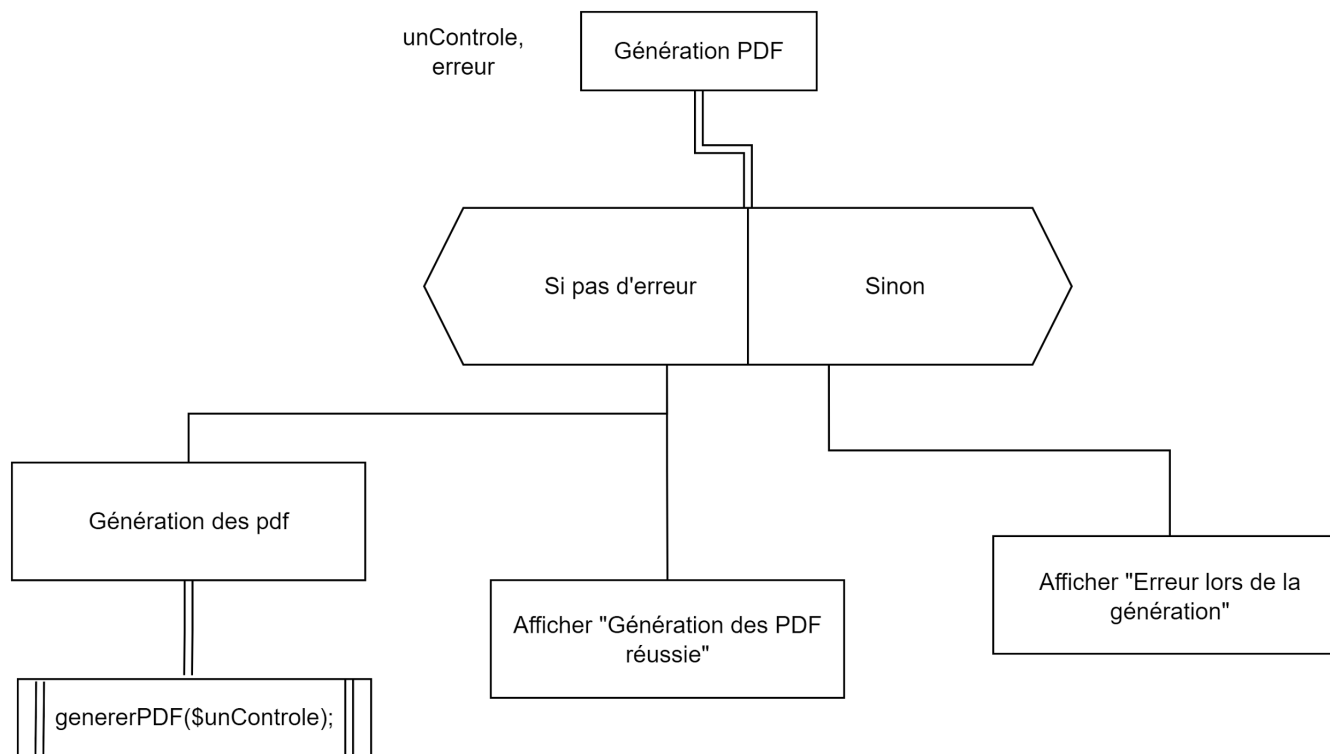 unControle,
erreur
Génération PDF
Si pas d'erreur
Sinon
Génération des pdf
Afficher "Génération des PDF
réussie"
Afficher "Erreur lors de la
génération"
genererPDF($unControle);